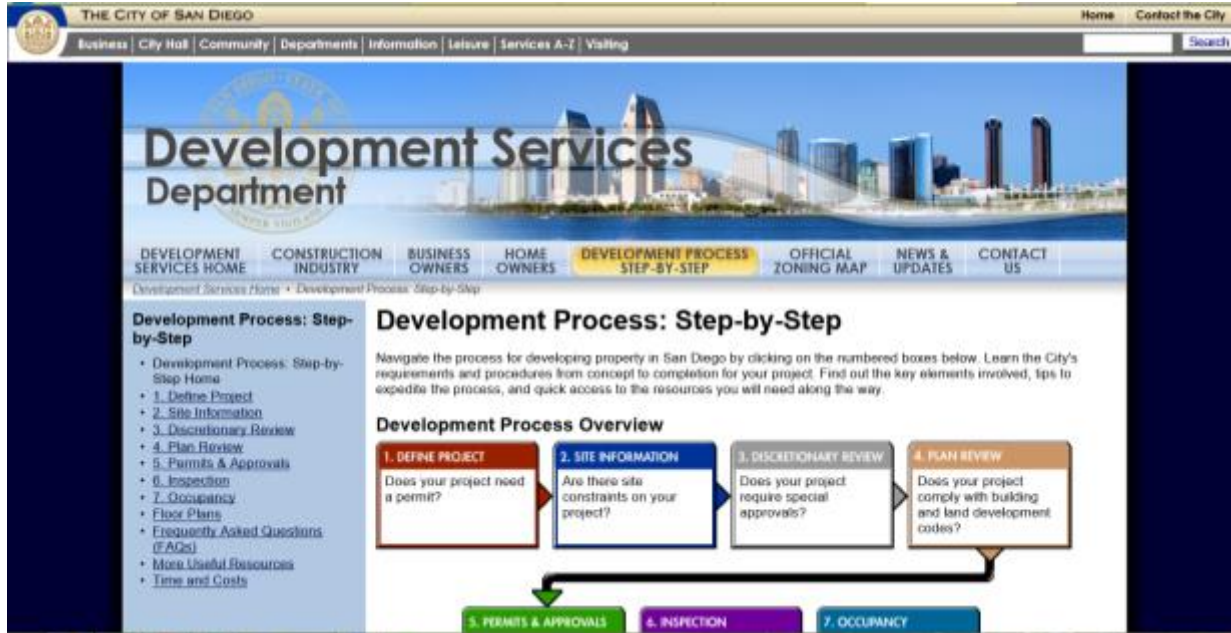 THE CITY OF SAN DIEGO
Home Contact the City
Business | City Hall | Community | Departments | Information | Leisure | Services A-Z | Visiting
Search
Development Services
Department
DEVELOPMENT SERVICES HOME
CONSTRUCTION INDUSTRY
BUSINESS OWNERS
HOME OWNERS
DEVELOPMENT PROCESS STEP-BY-STEP
OFFICIAL ZONING MAP
NEWS & UPDATES
CONTACT US
Development Services Home • Development Process: Step-by-Step
Development Process: Step-
by-Step
• Development Process: Step-by-
Step Home
• 1. Define Project
• 2. Site Information
• 3. Discretionary Review
• 4. Plan Review
• 5. Permits & Approvals
• 6. Inspection
• 7. Occupancy
• Floor Plans
• Frequently Asked Questions
(FAQs)
• More Useful Resources
• Time and Costs
Development Process: Step-by-Step
Navigate the process for developing property in San Diego by clicking on the numbered boxes below. Learn the City's
requirements and procedures from concept to completion for your project. Find out the key elements involved, tips to
expedite the process, and quick access to the resources you will need along the way.
Development Process Overview
1. DEFINE PROJECT
Does your project need
a permit?
2. SITE INFORMATION
Are there site
constraints on your
project?
3. DISCRETIONARY REVIEW
Does your project
require special
approvals?
4. PLAN REVIEW
Does your project
comply with building
and land development
codes?
5. PERMITS & APPROVALS
6. INSPECTION
7. OCCUPANCY